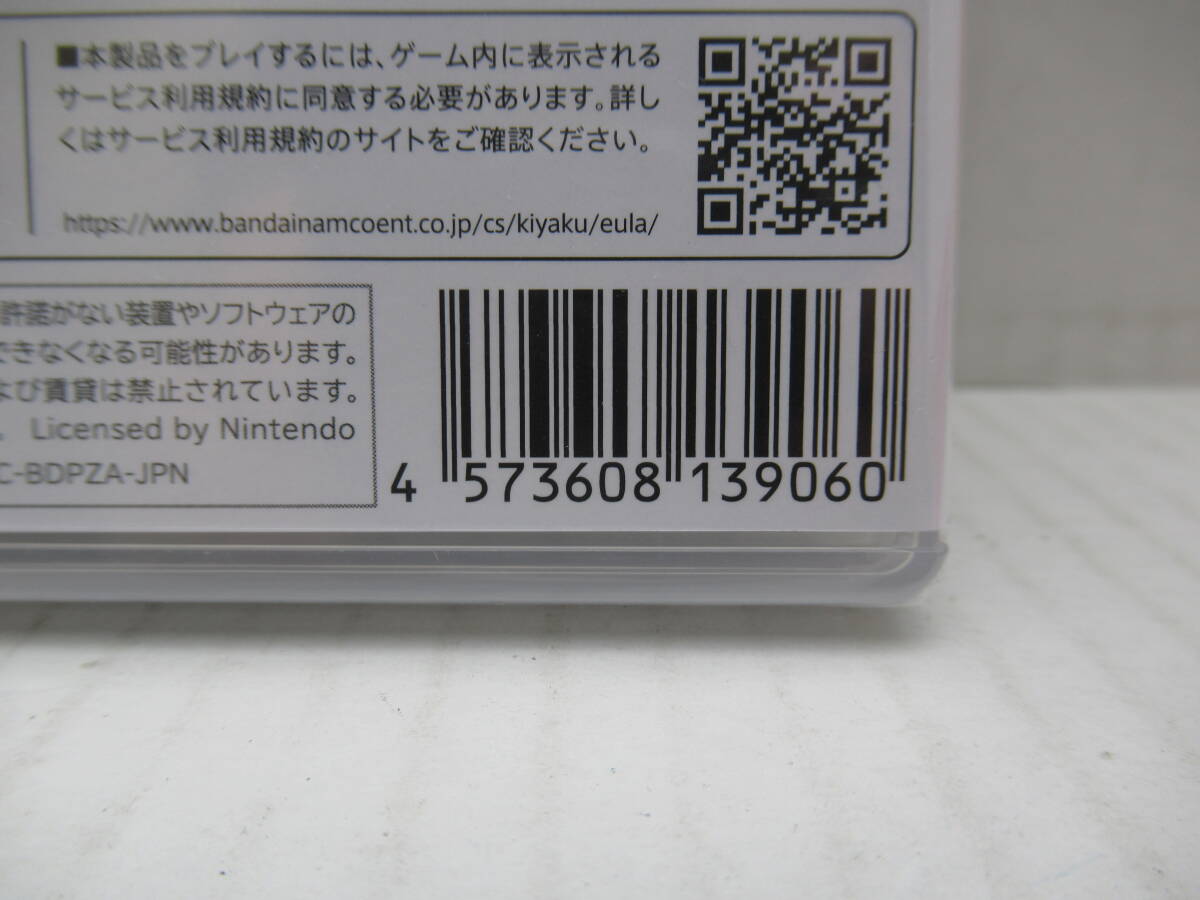 ■本製品をプレイするには、ゲーム内に表示される
サービス利用規約に同意する必要があります。詳し
くはサービス利用規約のサイトをご確認ください。
https://www.bandainamcoent.co.jp/cs/kiyaku/eula/
許諾がない装置やソフトウェアの
できなくなる可能性があります。
よび賃貸は禁止されています。
. Licensed by Nintendo
C-BDPZA-JPN
4 573608 139060